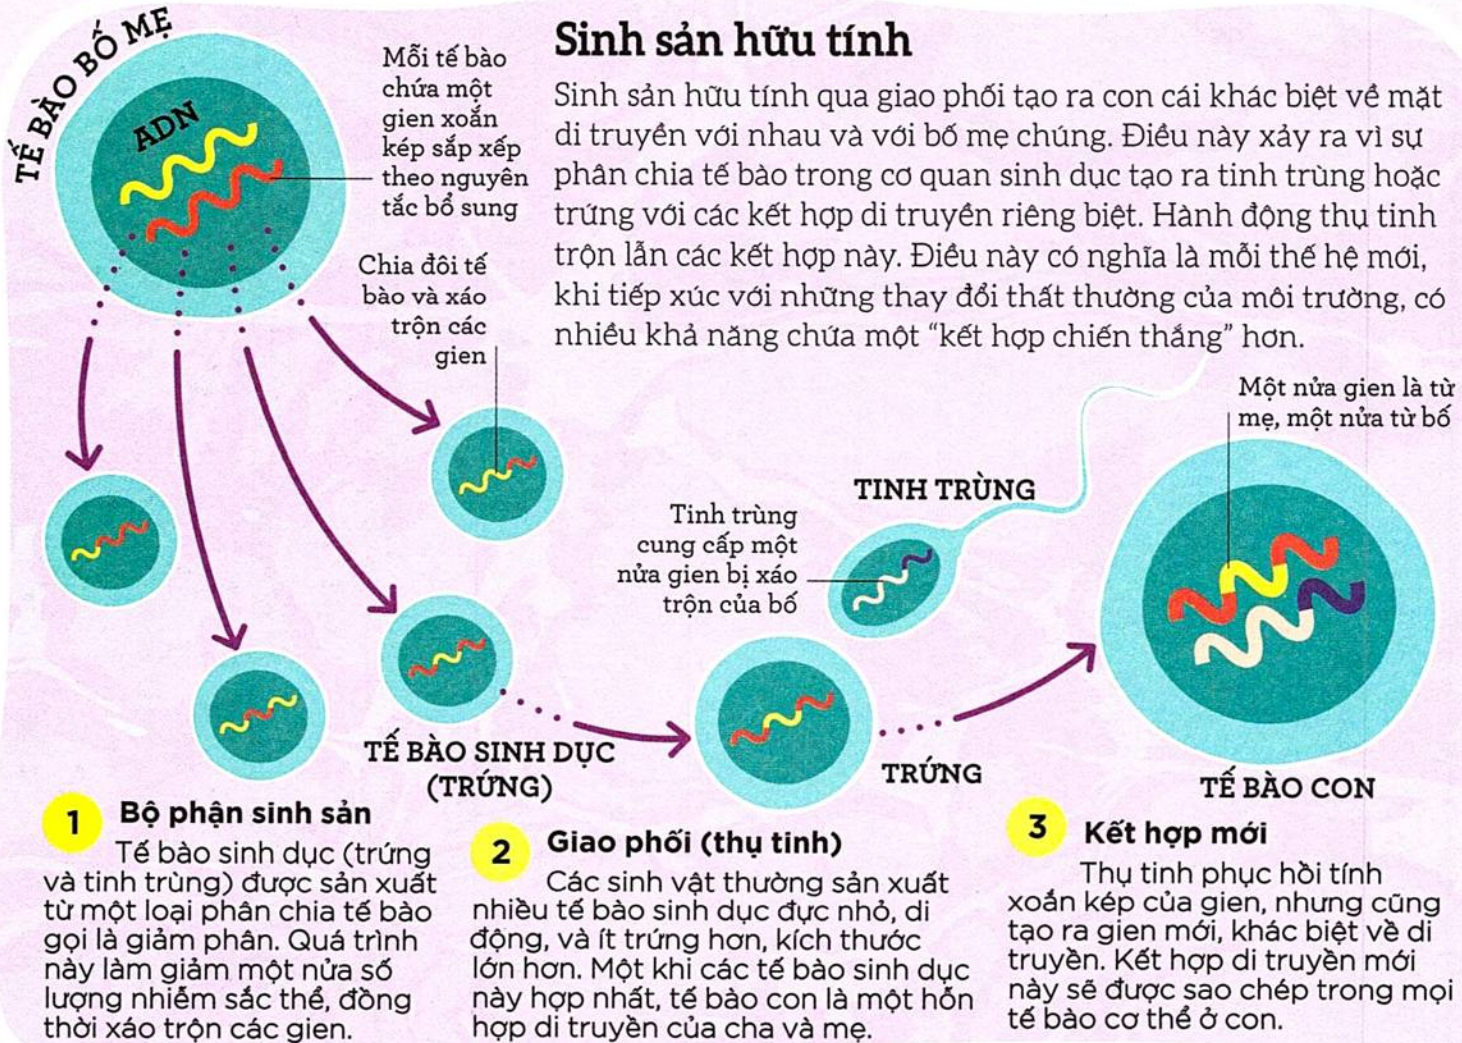 TẾ BÀO BỐ MẸ
ADN
Mỗi tế bào
chứa một
gien xoắn
kép sắp xếp
theo nguyên
tắc bổ sung
Chia đôi tế
bào và xáo
trộn các
gien
Sinh sản hữu tính
Sinh sản hữu tính qua giao phối tạo ra con cái khác biệt về mặt
di truyền với nhau và với bố mẹ chúng. Điều này xảy ra vì sự
phân chia tế bào trong cơ quan sinh dục tạo ra tinh trùng hoặc
trứng với các kết hợp di truyền riêng biệt. Hành động thụ tinh
trộn lẫn các kết hợp này. Điều này có nghĩa là mỗi thế hệ mới,
khi tiếp xúc với những thay đổi thất thường của môi trường, có
nhiều khả năng chứa một “kết hợp chiến thắng” hơn.
Một nửa gien là từ
mẹ, một nửa từ bố
TINH TRÙNG
Tinh trùng
cung cấp một
nửa gien bị xáo
trộn của bố
TẾ BÀO SINH DỤC
(TRỨNG)
TRỨNG
TẾ BÀO CON
1 Bộ phận sinh sản
Tế bào sinh dục (trứng
và tinh trùng) được sản xuất
từ một loại phân chia tế bào
gọi là giảm phân. Quá trình
này làm giảm một nửa số
lượng nhiễm sắc thể, đồng
thời xáo trộn các gien.
2 Giao phối (thụ tinh)
Các sinh vật thường sản xuất
nhiều tế bào sinh dục đực nhỏ, di
động, và ít trứng hơn, kích thước
lớn hơn. Một khi các tế bào sinh dục
này hợp nhất, tế bào con là một hỗn
hợp di truyền của cha và mẹ.
3 Kết hợp mới
Thụ tinh phục hồi tính
xoắn kép của gien, nhưng cũng
tạo ra gien mới, khác biệt về di
truyền. Kết hợp di truyền mới
này sẽ được sao chép trong mọi
tế bào cơ thể ở con.